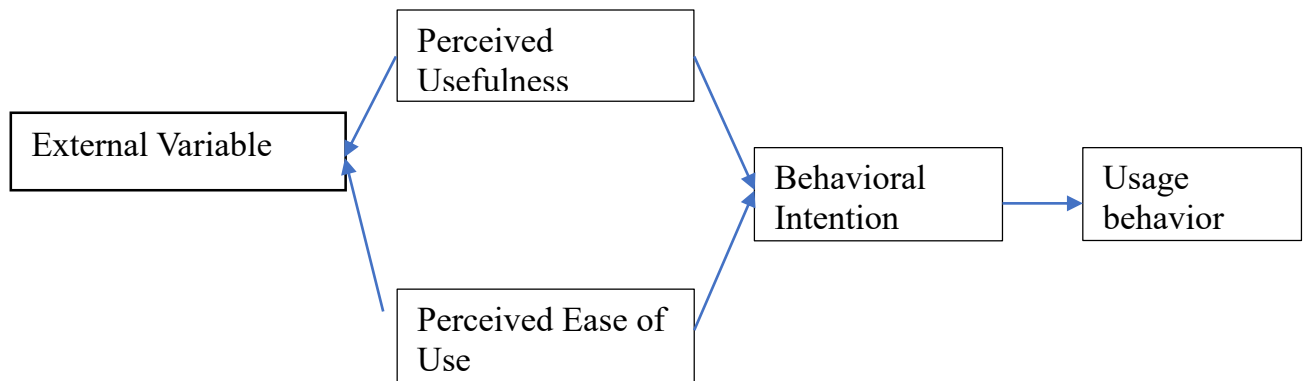 Perceived
Usefulness
External Variable
Behavioral
Intention
Usage
behavior
Perceived Ease of
Use